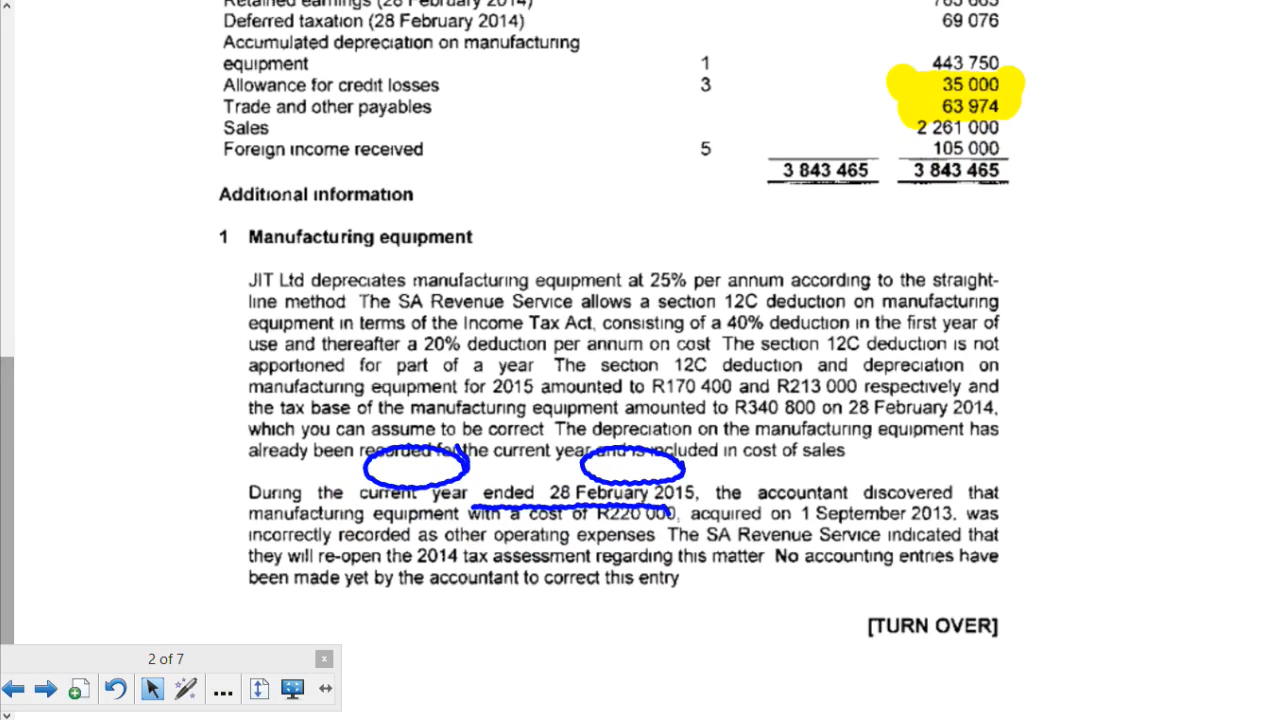 Retained earnings (28 February 2014)
Deferred taxation (28 February 2014) 69 076
Accumulated depreciation on manufacturing
equipment 1 443 750
Allowance for credit losses 3 35 000
Trade and other payables 63 974
Sales 2 261 000
Foreign income received 5 105 000
3 843 465 3 843 465
Additional information
1 Manufacturing equipment
JIT Ltd depreciates manufacturing equipment at 25% per annum according to the straight-
line method The SA Revenue Service allows a section 12C deduction on manufacturing
equipment in terms of the Income Tax Act, consisting of a 40% deduction in the first year of
use and thereafter a 20% deduction per annum on cost The section 12C deduction is not
apportioned for part of a year The section 12C deduction and depreciation on
manufacturing equipment for 2015 amounted to R170 400 and R213 000 respectively and
the tax base of the manufacturing equipment amounted to R340 800 on 28 February 2014,
which you can assume to be correct The depreciation on the manufacturing equipment has
already been recorded for the current year and is included in cost of sales
During the current year ended 28 February 2015, the accountant discovered that
manufacturing equipment with a cost of R220 000, acquired on 1 September 2013, was
incorrectly recorded as other operating expenses The SA Revenue Service indicated that
they will re-open the 2014 tax assessment regarding this matter No accounting entries have
been made yet by the accountant to correct this entry
[TURN OVER]
2 of 7